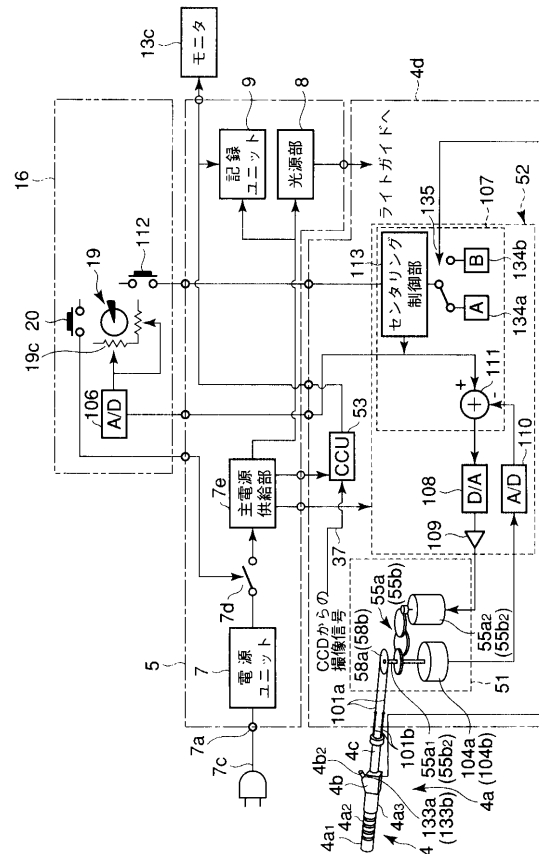 16
20
19
112
19c
106
A/D
モニタ
13c
5
7
電源
ユニット
7a
7c
7d
7e
主電源
供給部
記録
ユニット
9
光源部
8
4d
ライトガイドへ
CCDからの
撮像信号
37
CCU
53
113
センタリング
制御部
135
107
52
A
134a
B
134b
+
-
111
108
D/A
109
A/D
110
55a
(55b)
58a(58b)
55a2
(55b2)
51
101a
101b
55a1
(55b2)
104a
(104b)
4c
4b2
4b
4a1
4a2
4a3
133a
(133b)
4a
4